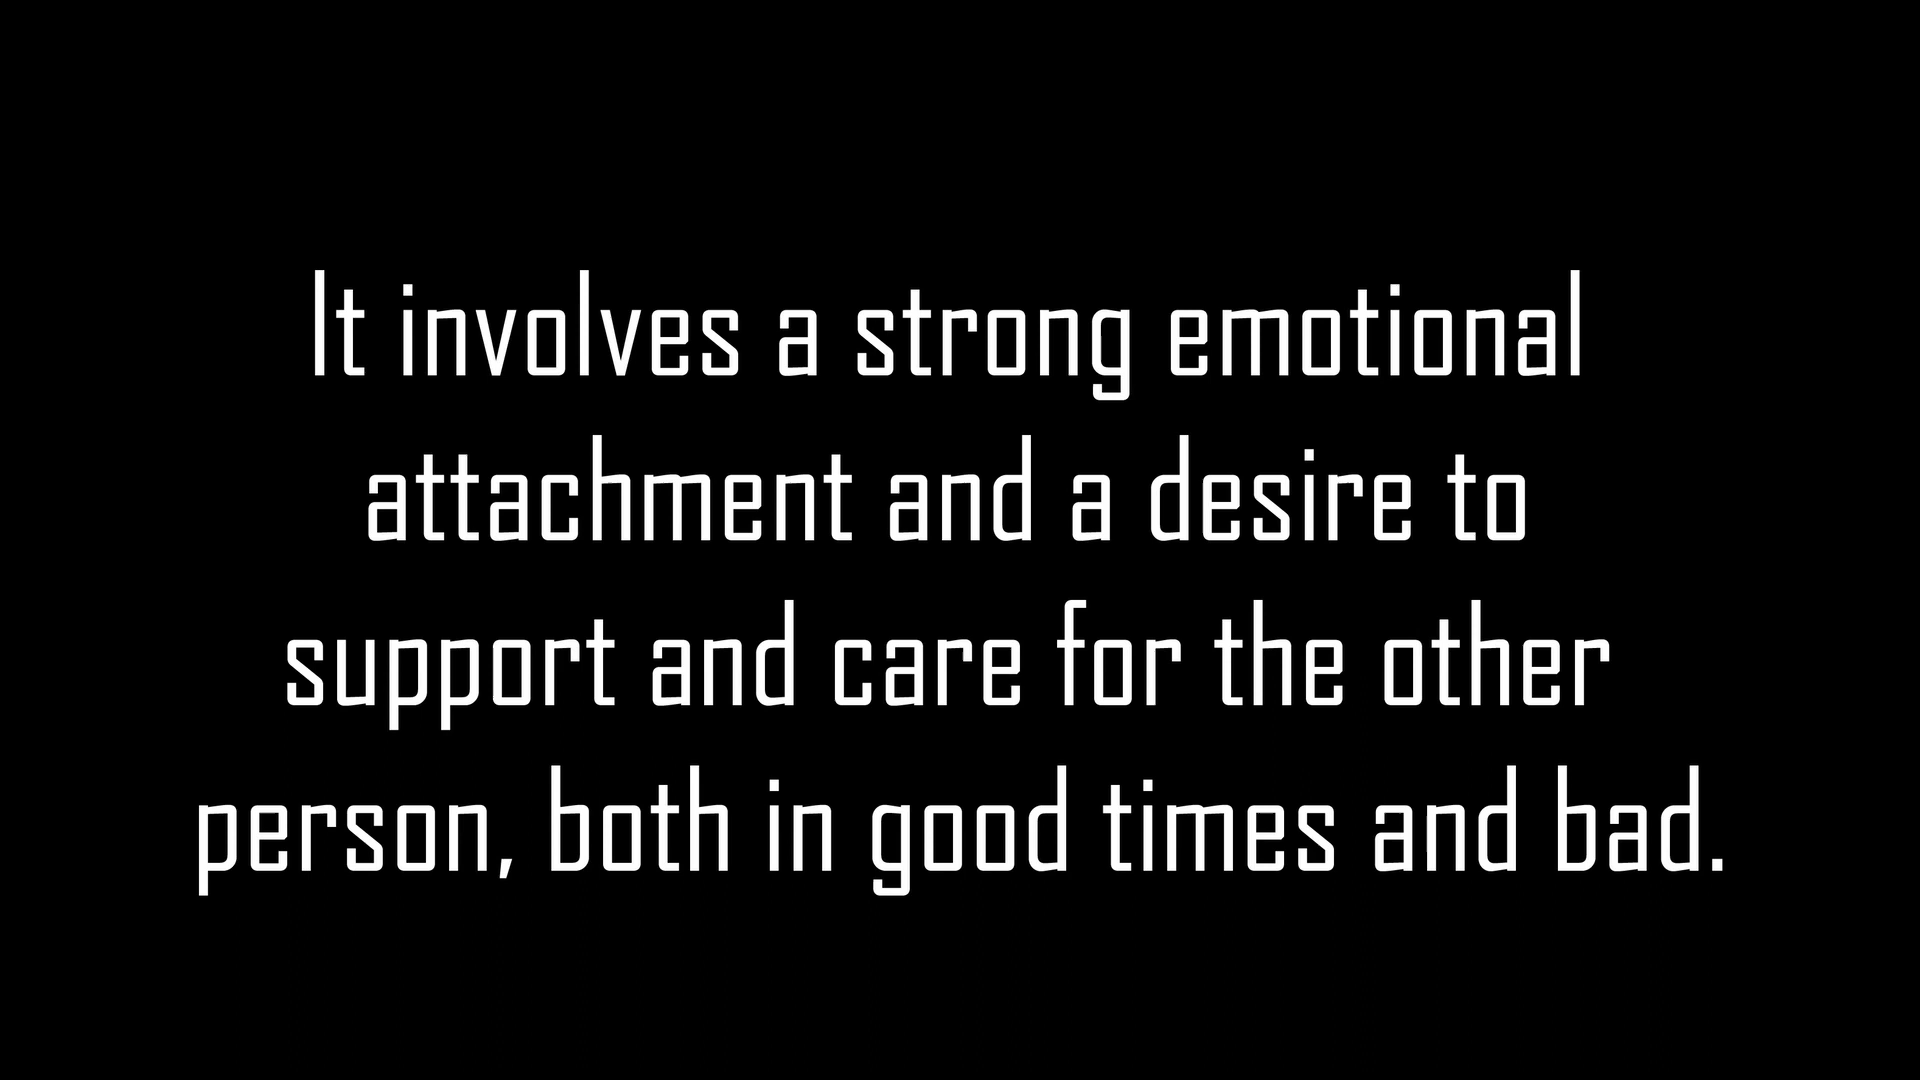 It involves a strong emotional
attachment and a desire to
support and care for the other
person, both in good times and bad.